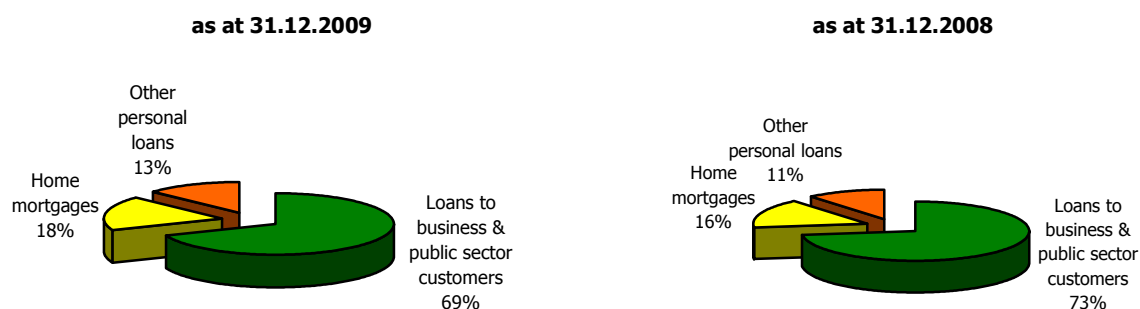 as at 31.12.2009
Other
personal
loans
13%
Home
mortgages
18%
Loans to
business &
public sector
customers
69%
as at 31.12.2008
Other
personal loans
11%
Home
mortgages
16%
Loans to
business &
public sector
customers
73%